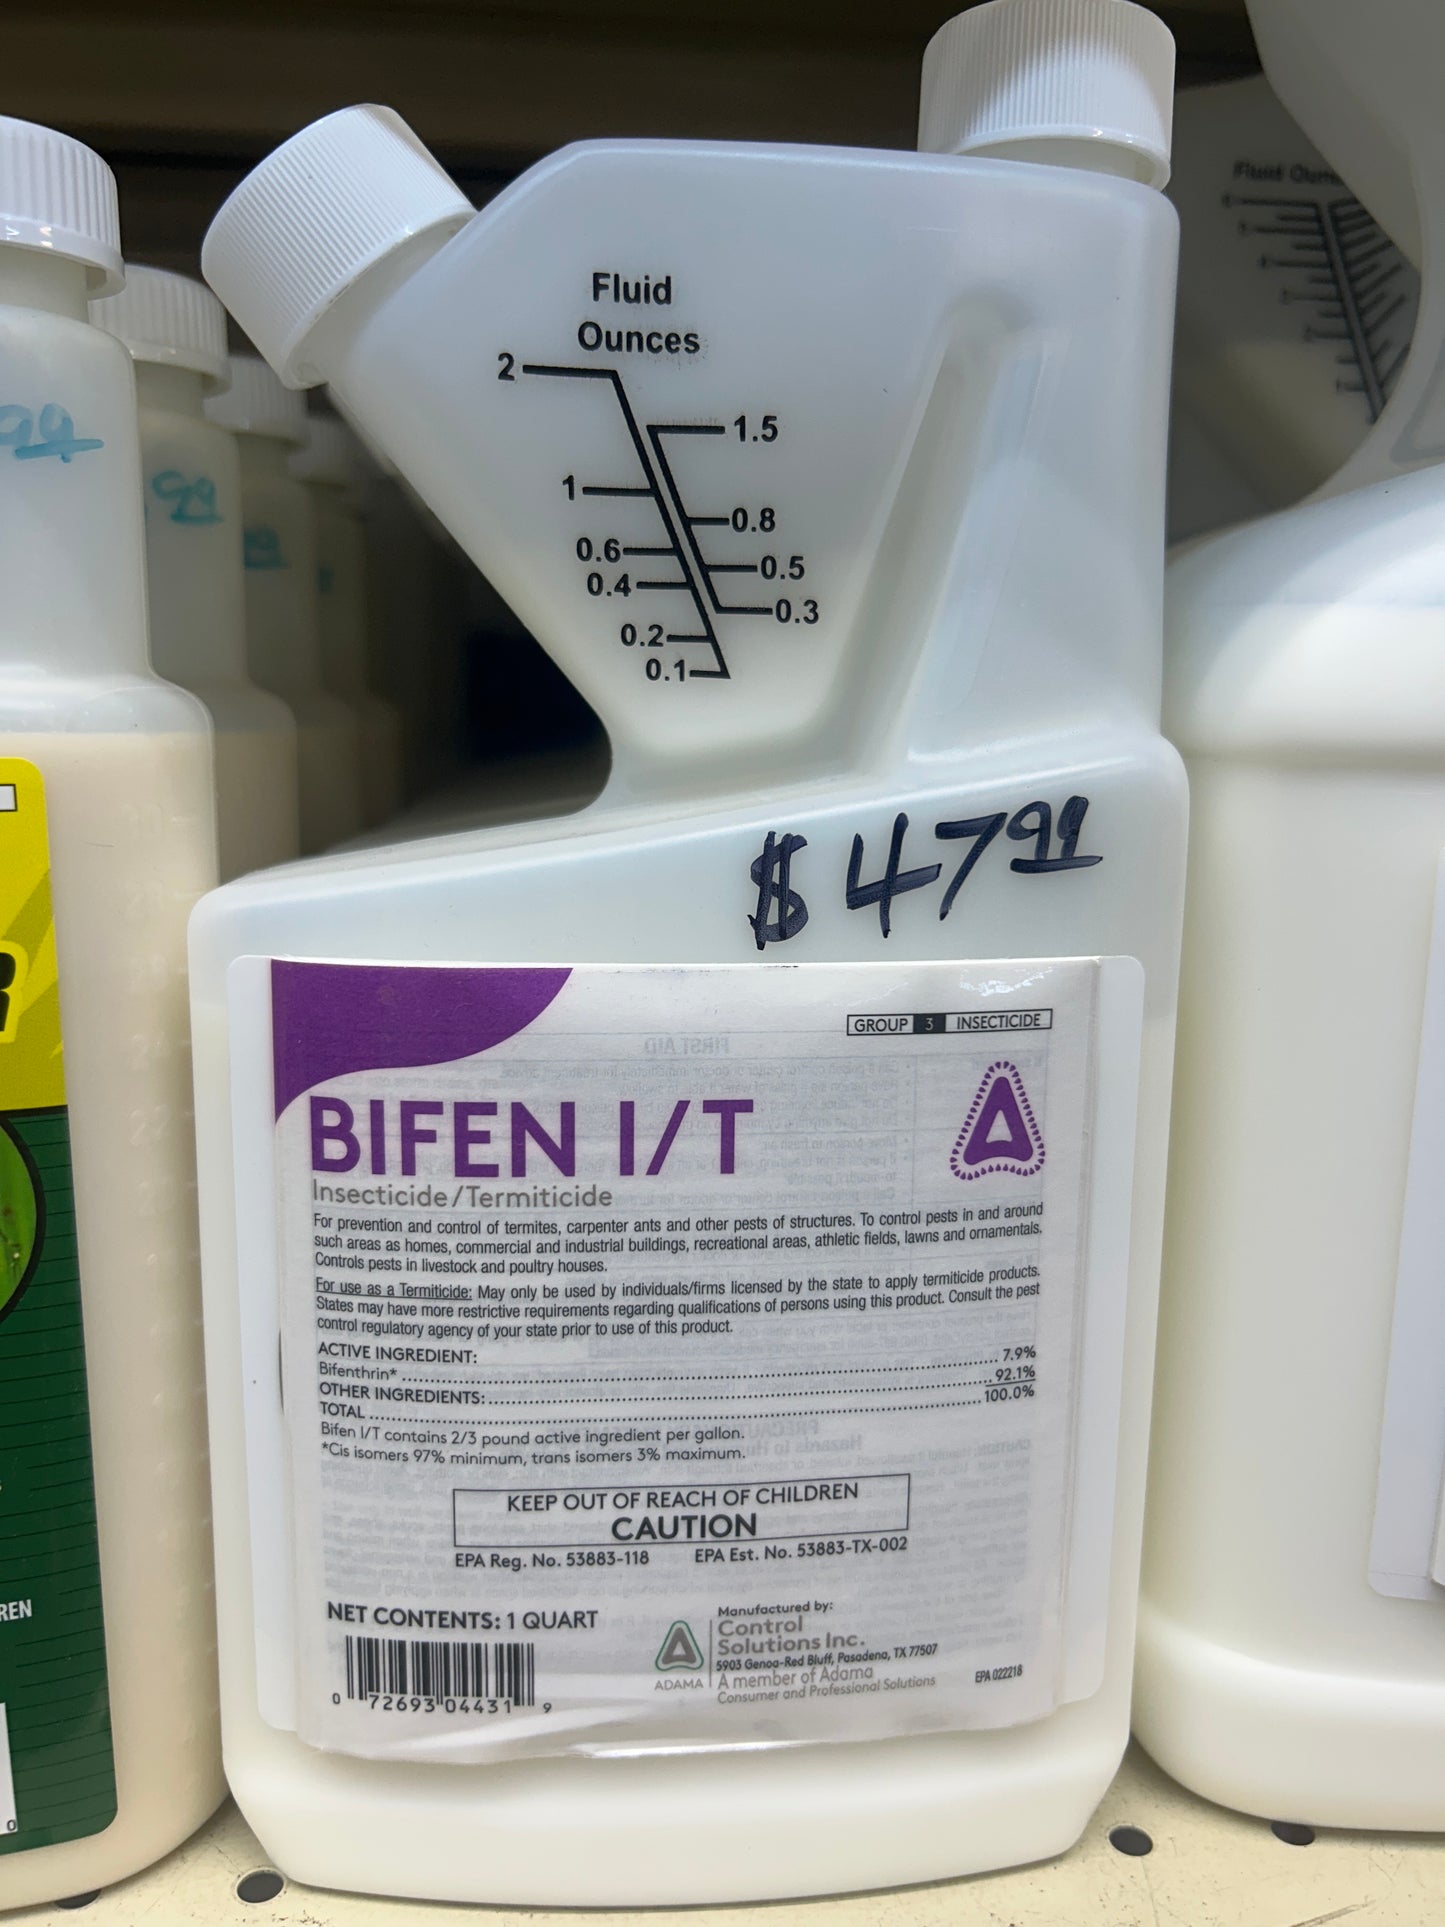 Fluid
Ounces
2
1.5
1
0.8
0.6
0.5
0.4
0.3
0.2
0.1
Fluid
99
99
99
$47.99
GROUP 3 INSECTICIDE
BIFEN I/T
Insecticide/Termiticide
For prevention and control of termites, carpenter ants and other pests of structures. To control pests in and around
such areas as homes, commercial and industrial buildings, recreational areas, athletic fields, lawns and ornamentals.
Controls pests in livestock and poultry houses.
For use as a Termiticide: May only be used by individuals/firms licensed by the state to apply termiticide products.
States may have more restrictive requirements regarding qualifications of persons using this product. Consult the pest
control regulatory agency of your state prior to use of this product.
ACTIVE INGREDIENT:
Bifenthrin* 7.9%
OTHER INGREDIENTS: 92.1%
TOTAL 100.0%
Bifen I/T contains 2/3 pound active ingredient per gallon.
*Cis isomers 97% minimum, trans isomers 3% maximum.
KEEP OUT OF REACH OF CHILDREN
CAUTION
EPA Reg. No. 53883-118 EPA Est. No. 53883-TX-002
NET CONTENTS: 1 QUART
0 72693 04431 9
ADAMA
Manufactured by:
Control
Solutions Inc.
5903 Genoa-Red Bluff, Pasadena, TX 77507
A member of Adama
Consumer and Professional Solutions
EPA 022218
R
REN